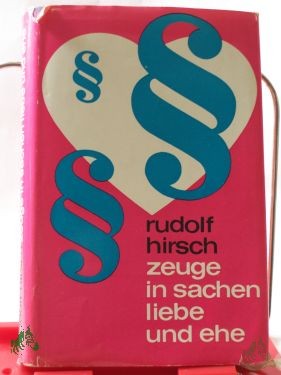 §
§
§
rudolf
hirsch
zeuge
in sachen
liebe
und ehe